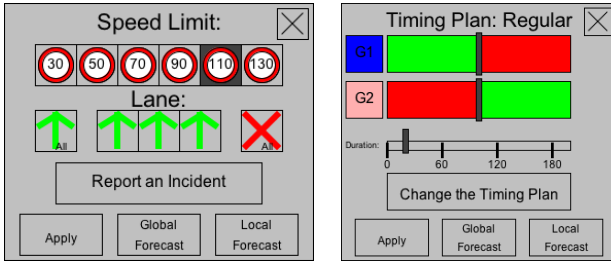 Speed Limit:
30 50 70 90 110 130
Lane:
All All
Report an Incident
Apply
Global
Forecast
Local
Forecast
Timing Plan: Regular
G1
G2
Duration:
0 60 120 180
Change the Timing Plan
Apply
Global
Forecast
Local
Forecast